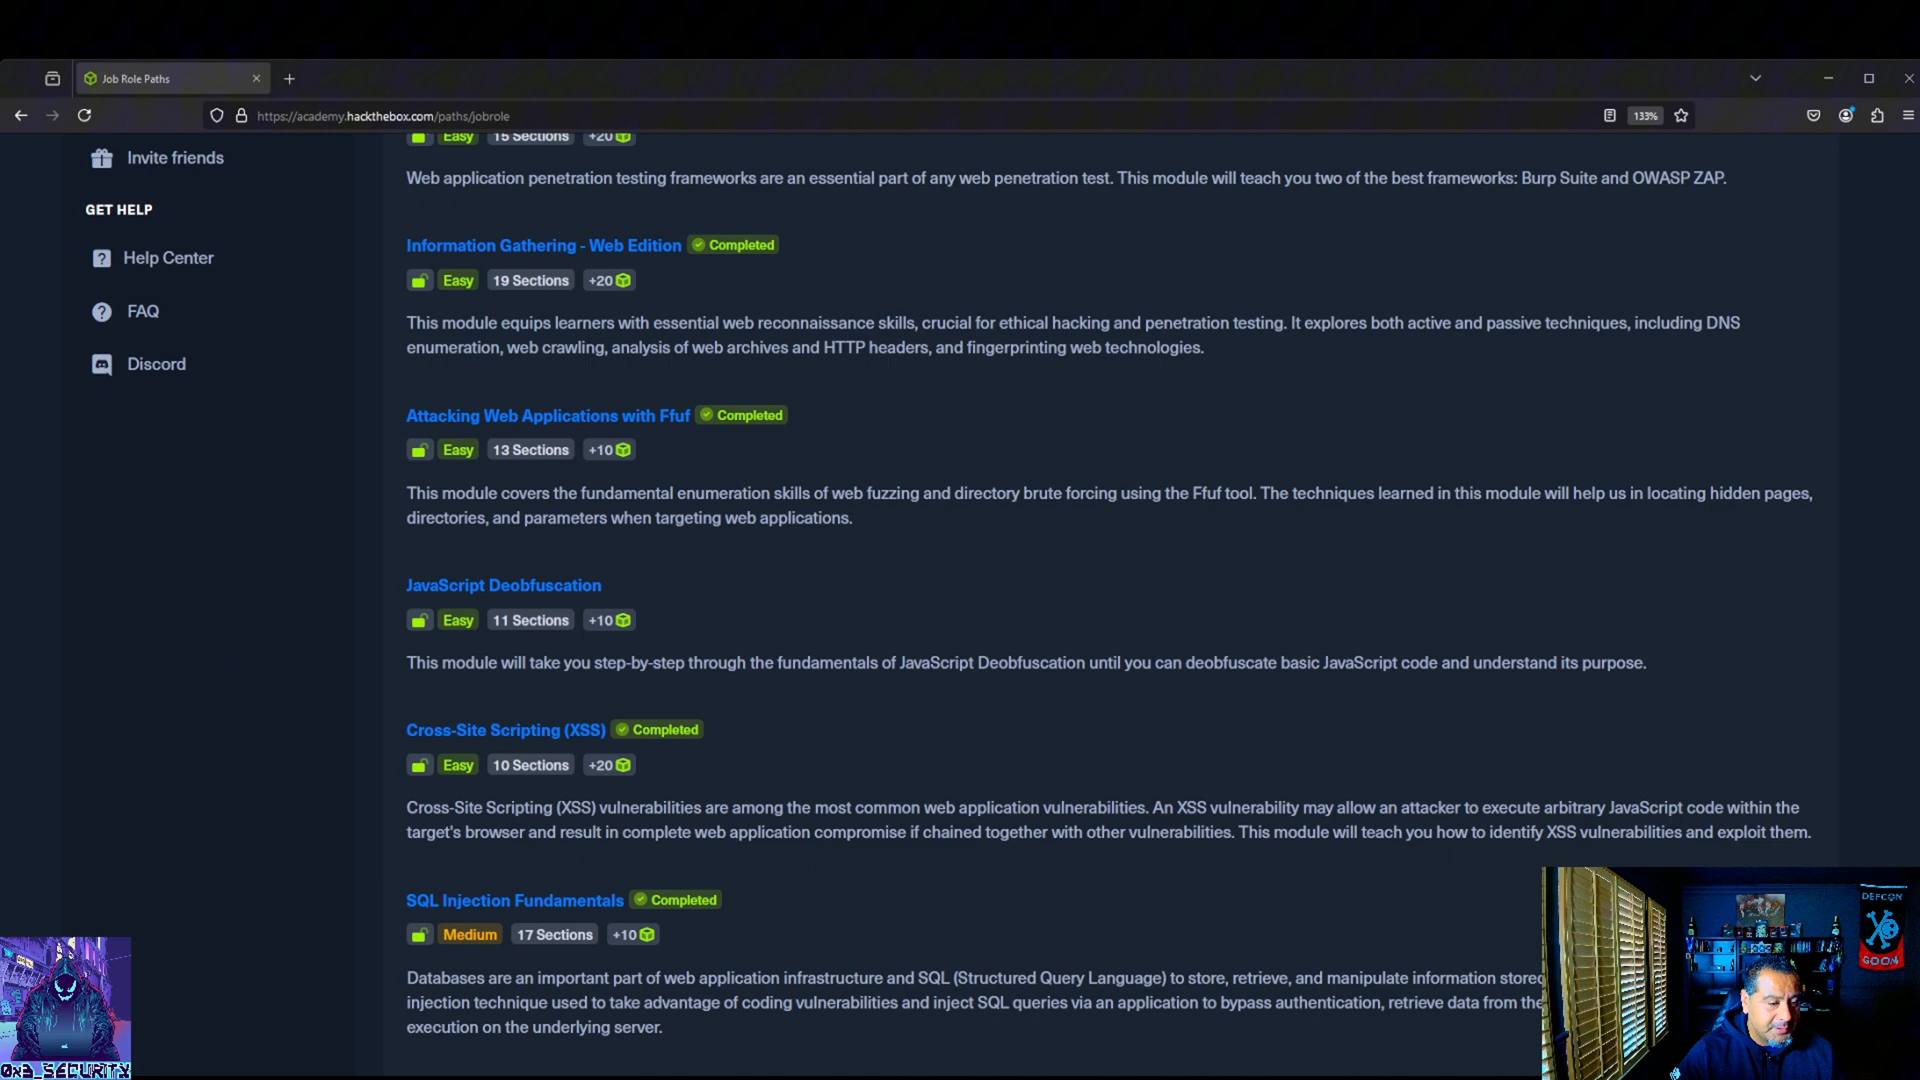 Job Role Paths
https://academy.hackthebox.com/paths/jobrole
133%
Invite friends
GET HELP
Help Center
FAQ
Discord
Easy 15 Sections +20
Web application penetration testing frameworks are an essential part of any web penetration test. This module will teach you two of the best frameworks: Burp Suite and OWASP ZAP.
Information Gathering - Web Edition Completed
Easy 19 Sections +20
This module equips learners with essential web reconnaissance skills, crucial for ethical hacking and penetration testing. It explores both active and passive techniques, including DNS
enumeration, web crawling, analysis of web archives and HTTP headers, and fingerprinting web technologies.
Attacking Web Applications with Ffuf Completed
Easy 13 Sections +10
This module covers the fundamental enumeration skills of web fuzzing and directory brute forcing using the Ffuf tool. The techniques learned in this module will help us in locating hidden pages,
directories, and parameters when targeting web applications.
JavaScript Deobfuscation
Easy 11 Sections +10
This module will take you step-by-step through the fundamentals of JavaScript Deobfuscation until you can deobfuscate basic JavaScript code and understand its purpose.
Cross-Site Scripting (XSS) Completed
Easy 10 Sections +20
Cross-Site Scripting (XSS) vulnerabilities are among the most common web application vulnerabilities. An XSS vulnerability may allow an attacker to execute arbitrary JavaScript code within the
target's browser and result in complete web application compromise if chained together with other vulnerabilities. This module will teach you how to identify XSS vulnerabilities and exploit them.
SQL Injection Fundamentals Completed
Medium 17 Sections +10
Databases are an important part of web application infrastructure and SQL (Structured Query Language) to store, retrieve, and manipulate information stored
injection technique used to take advantage of coding vulnerabilities and inject SQL queries via an application to bypass authentication, retrieve data from the
execution on the underlying server.
0x3_SECURITY
DEFCON
GOON